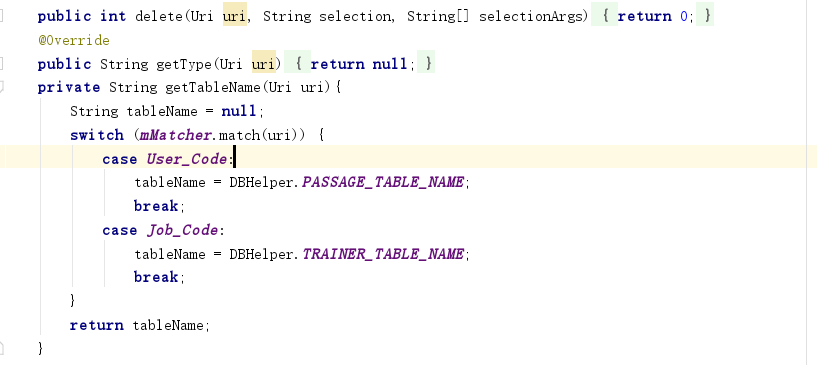 public int delete(Uri uri, String selection, String[] selectionArgs) { return 0; }
@Override
public String getType(Uri uri) { return null; }
private String getTableName(Uri uri){
String tableName = null;
switch (mMatcher.match(uri)) {
case User_Code:
tableName = DBHelper.PASSAGE_TABLE_NAME;
break;
case Job_Code:
tableName = DBHelper.TRAINER_TABLE_NAME;
break;
}
return tableName;
}